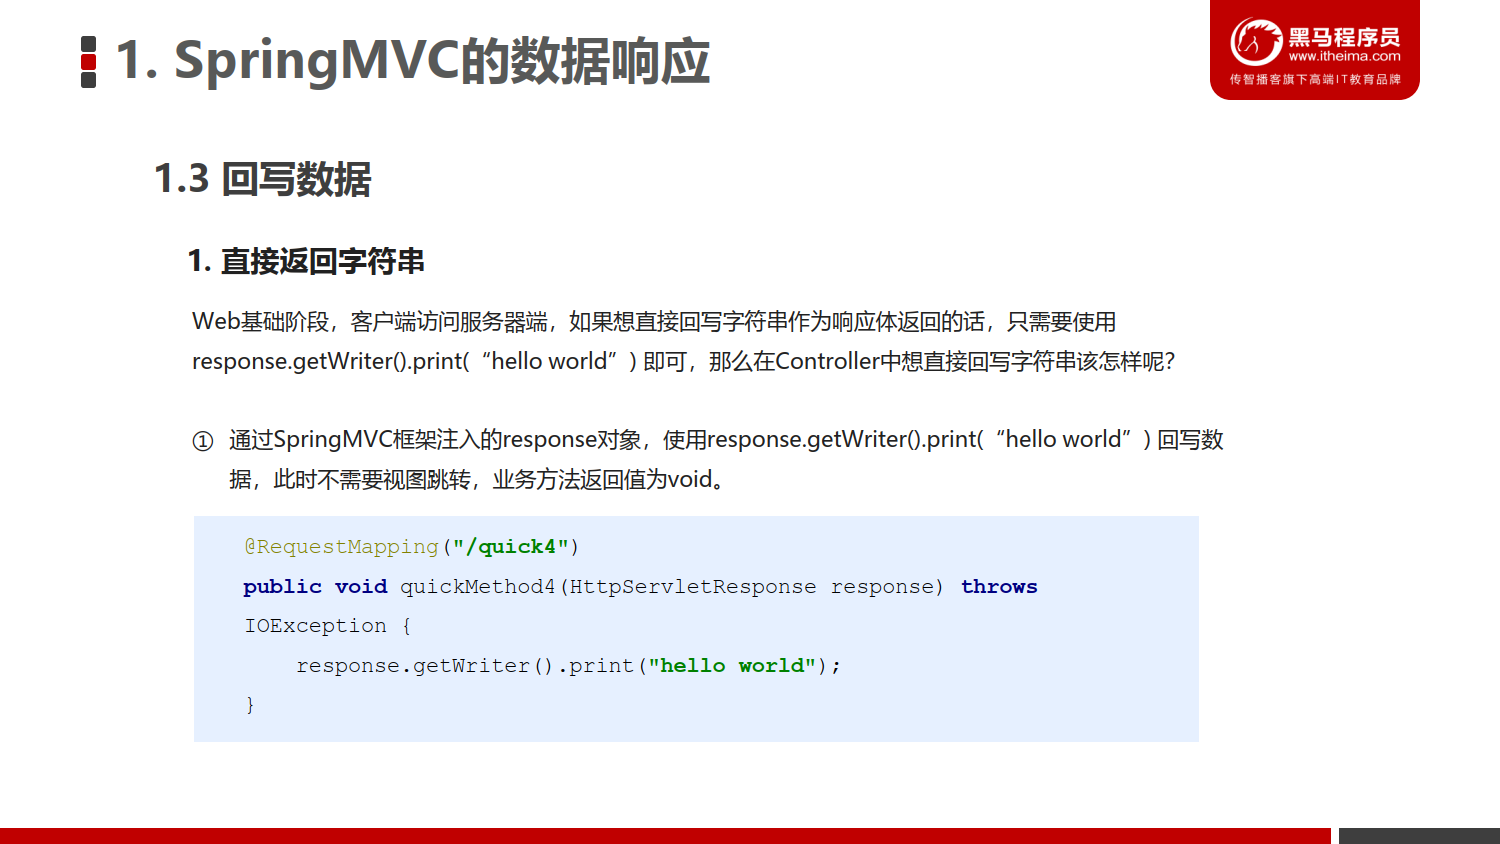 1. SpringMVC的数据响应
黑马程序员
www.itheima.com
传智播客旗下高端IT教育品牌
1.3 回写数据
1. 直接返回字符串
Web基础阶段，客户端访问服务器端，如果想直接回写字符串作为响应体返回的话，只需要使用
response.getWriter().print(“hello world”) 即可，那么在Controller中想直接回写字符串该怎样呢？
① 通过SpringMVC框架注入的response对象，使用response.getWriter().print(“hello world”) 回写数
据，此时不需要视图跳转，业务方法返回值为void。
@RequestMapping("/quick4")
public void quickMethod4(HttpServletResponse response) throws
IOException {
    response.getWriter().print("hello world");
}